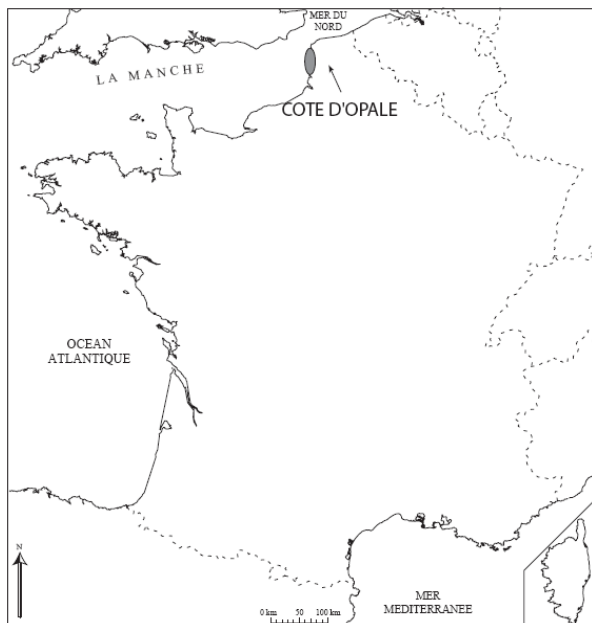 MER DU
NORD
LA MANCHE
COTE D'OPALE
OCEAN
ATLANTIQUE
N
MER
MEDITERRANEE
0 km 50 100 km